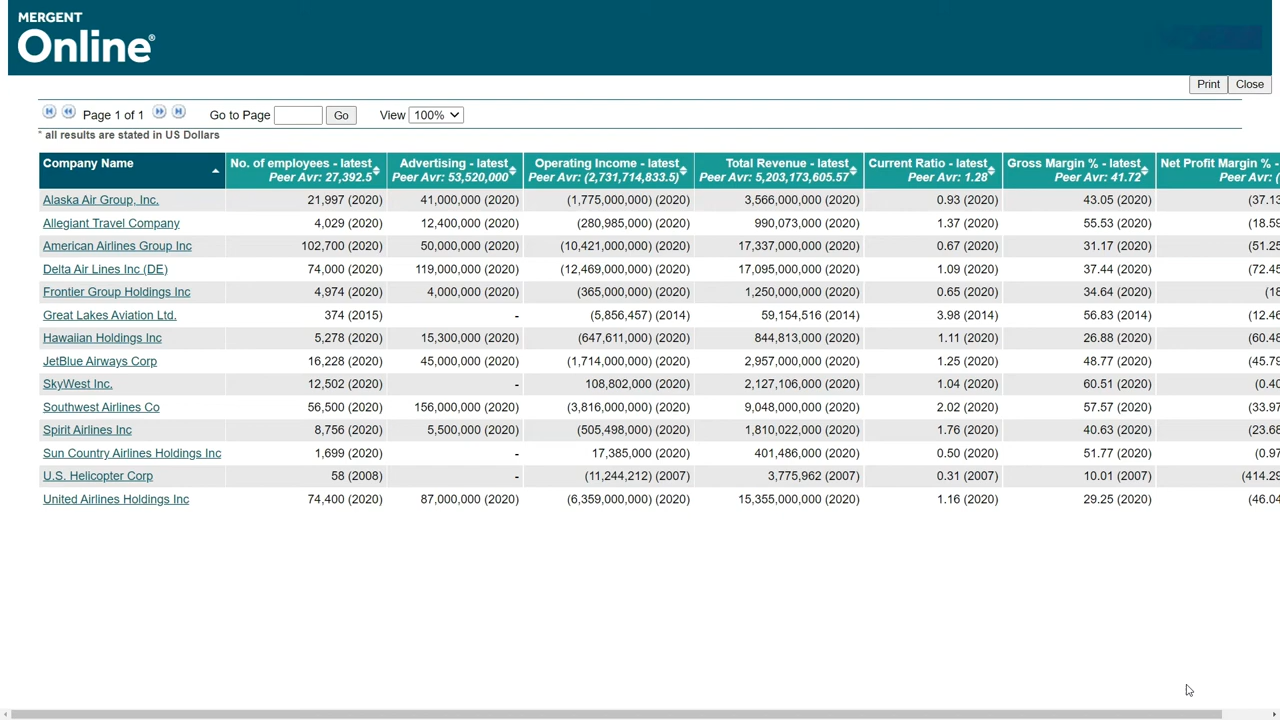 MERGENT
Online®
Print Close
Page 1 of 1 Go to Page Go View 100%
* all results are stated in US Dollars
Company Name No. of employees - latest Advertising - latest Operating Income - latest Total Revenue - latest Current Ratio - latest Gross Margin % - latest Net Profit Margin % -
Peer Avr: 27,392.5 Peer Avr: 53,520,000 Peer Avr: (2,731,714,833.5) Peer Avr: 5,203,173,605.57 Peer Avr: 1.28 Peer Avr: 41.72 Peer Avr: (
Alaska Air Group, Inc. 21,997 (2020) 41,000,000 (2020) (1,775,000,000) (2020) 3,566,000,000 (2020) 0.93 (2020) 43.05 (2020) (37.13
Allegiant Travel Company 4,029 (2020) 12,400,000 (2020) (280,985,000) (2020) 990,073,000 (2020) 1.37 (2020) 55.53 (2020) (18.59
American Airlines Group Inc 102,700 (2020) 50,000,000 (2020) (10,421,000,000) (2020) 17,337,000,000 (2020) 0.67 (2020) 31.17 (2020) (51.25
Delta Air Lines Inc (DE) 74,000 (2020) 119,000,000 (2020) (12,469,000,000) (2020) 17,095,000,000 (2020) 1.09 (2020) 37.44 (2020) (72.45
Frontier Group Holdings Inc 4,974 (2020) 4,000,000 (2020) (365,000,000) (2020) 1,250,000,000 (2020) 0.65 (2020) 34.64 (2020) (18
Great Lakes Aviation Ltd. 374 (2015) - (5,856,457) (2014) 59,154,516 (2014) 3.98 (2014) 56.83 (2014) (12.46
Hawaiian Holdings Inc 5,278 (2020) 15,300,000 (2020) (647,611,000) (2020) 844,813,000 (2020) 1.11 (2020) 26.88 (2020) (60.48
JetBlue Airways Corp 16,228 (2020) 45,000,000 (2020) (1,714,000,000) (2020) 2,957,000,000 (2020) 1.25 (2020) 48.77 (2020) (45.79
SkyWest Inc. 12,502 (2020) - 108,802,000 (2020) 2,127,106,000 (2020) 1.04 (2020) 60.51 (2020) (0.40
Southwest Airlines Co 56,500 (2020) 156,000,000 (2020) (3,816,000,000) (2020) 9,048,000,000 (2020) 2.02 (2020) 57.57 (2020) (33.97
Spirit Airlines Inc 8,756 (2020) 5,500,000 (2020) (505,498,000) (2020) 1,810,022,000 (2020) 1.76 (2020) 40.63 (2020) (23.68
Sun Country Airlines Holdings Inc 1,699 (2020) - 17,385,000 (2020) 401,486,000 (2020) 0.50 (2020) 51.77 (2020) (0.97
U.S. Helicopter Corp 58 (2008) - (11,244,212) (2007) 3,775,962 (2007) 0.31 (2007) 10.01 (2007) (414.29
United Airlines Holdings Inc 74,400 (2020) 87,000,000 (2020) (6,359,000,000) (2020) 15,355,000,000 (2020) 1.16 (2020) 29.25 (2020) (46.04